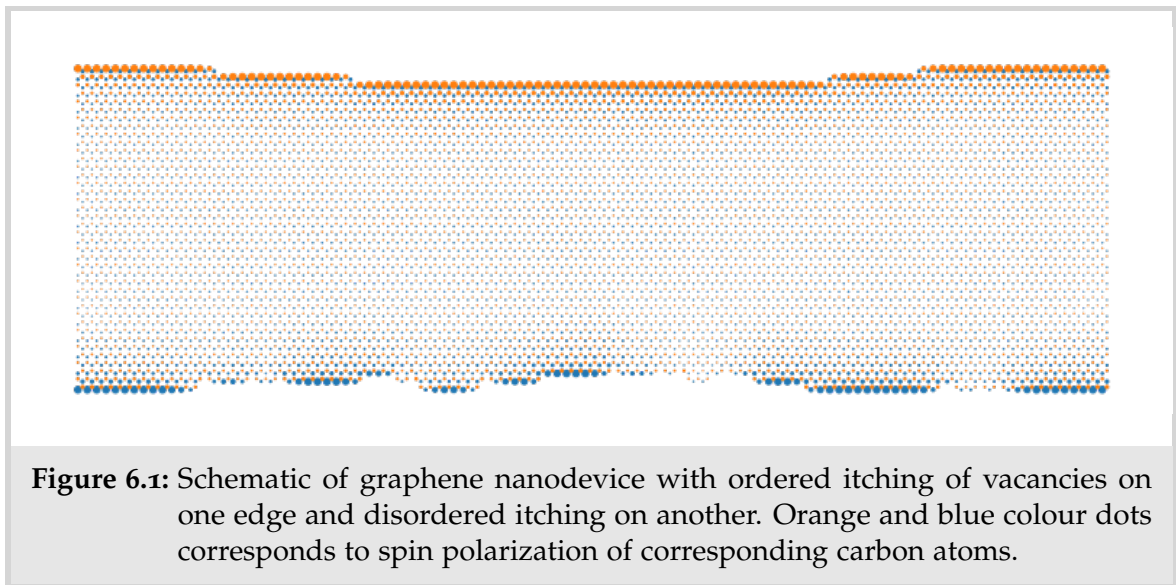 Figure 6.1: Schematic of graphene nanodevice with ordered itching of vacancies on
one edge and disordered itching on another. Orange and blue colour dots
corresponds to spin polarization of corresponding carbon atoms.